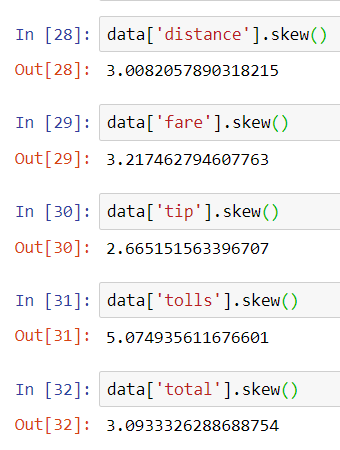 In [28]: data['distance'].skew()
Out[28]: 3.0082057890318215
In [29]: data['fare'].skew()
Out[29]: 3.217462794607763
In [30]: data['tip'].skew()
Out[30]: 2.665151563396707
In [31]: data['tolls'].skew()
Out[31]: 5.074935611676601
In [32]: data['total'].skew()
Out[32]: 3.0933326288688754